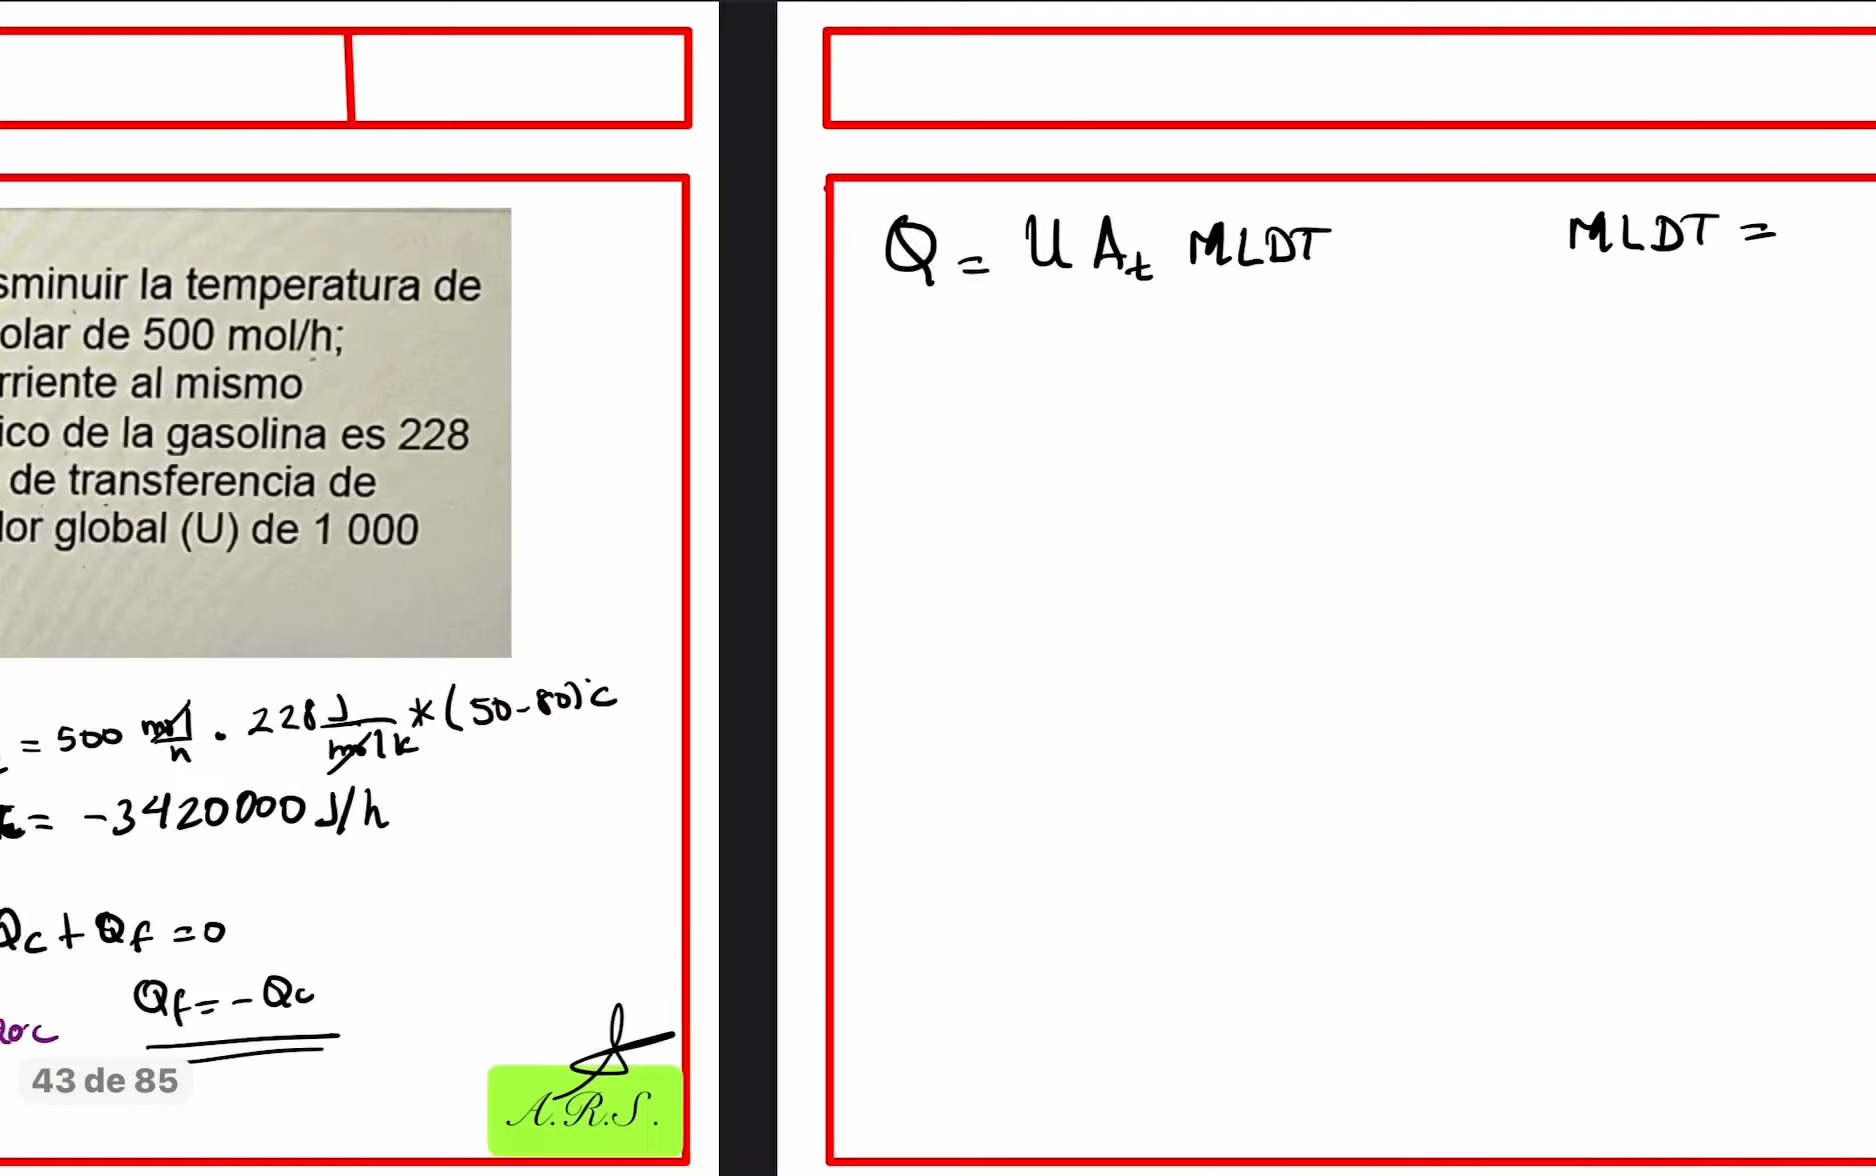 sminuir la temperatura de
olar de 500 mol/h;
rriente al mismo
ico de la gasolina es 228
de transferencia de
lor global (U) de 1 000
= 500 mol/h · 228 J/mol k * (50-80)°c
= -3420000 J/h
Qc + Qf = 0
Qf = - Qc
20°c
43 de 85
A.R.S.
Q = U At MLDT
MLDT =